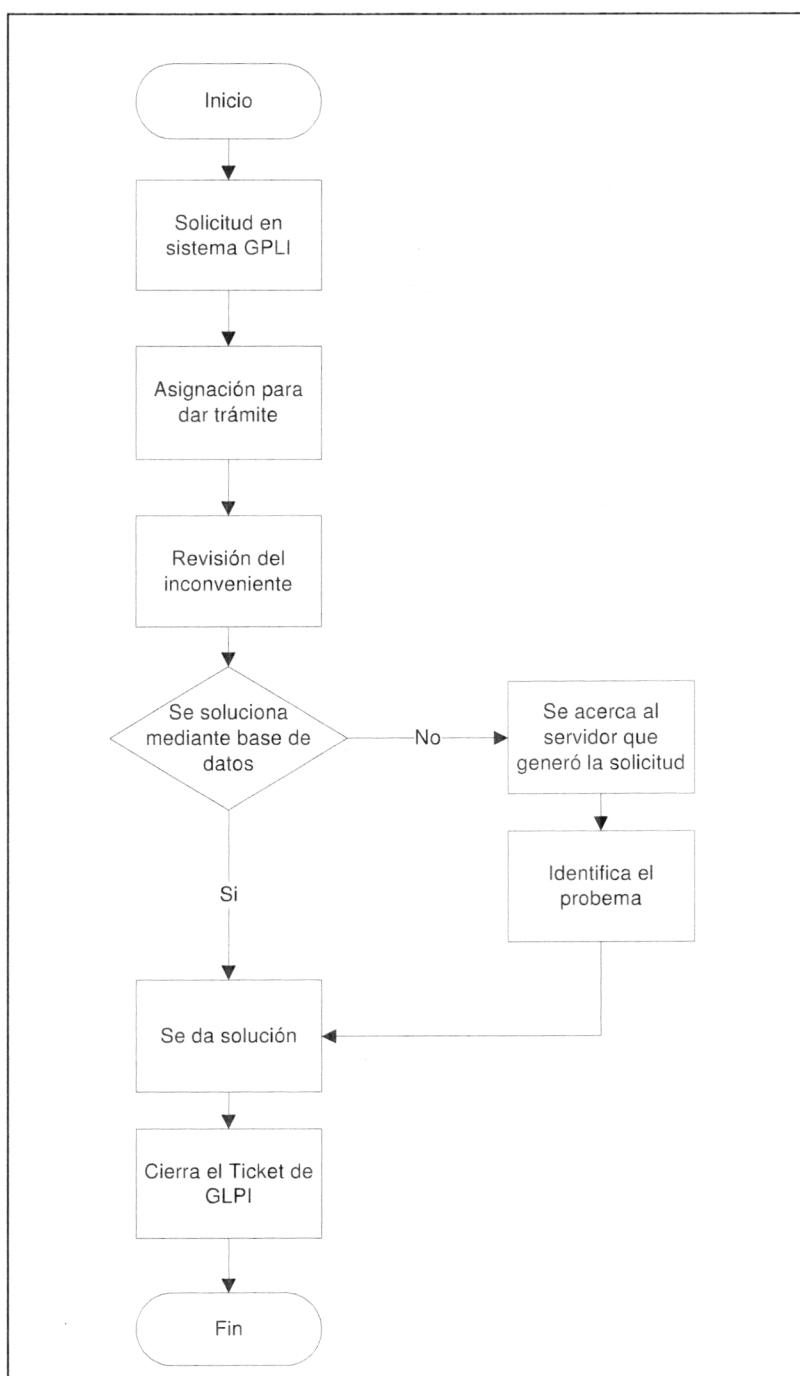 Inicio
Solicitud en
sistema GPLI
Asignación para
dar trámite
Revisión del
inconveniente
Se soluciona
mediante base de
datos
No
Se acerca al
servidor que
generó la solicitud
Identifica el
probema
Si
Se da solución
Cierra el Ticket de
GLPI
Fin